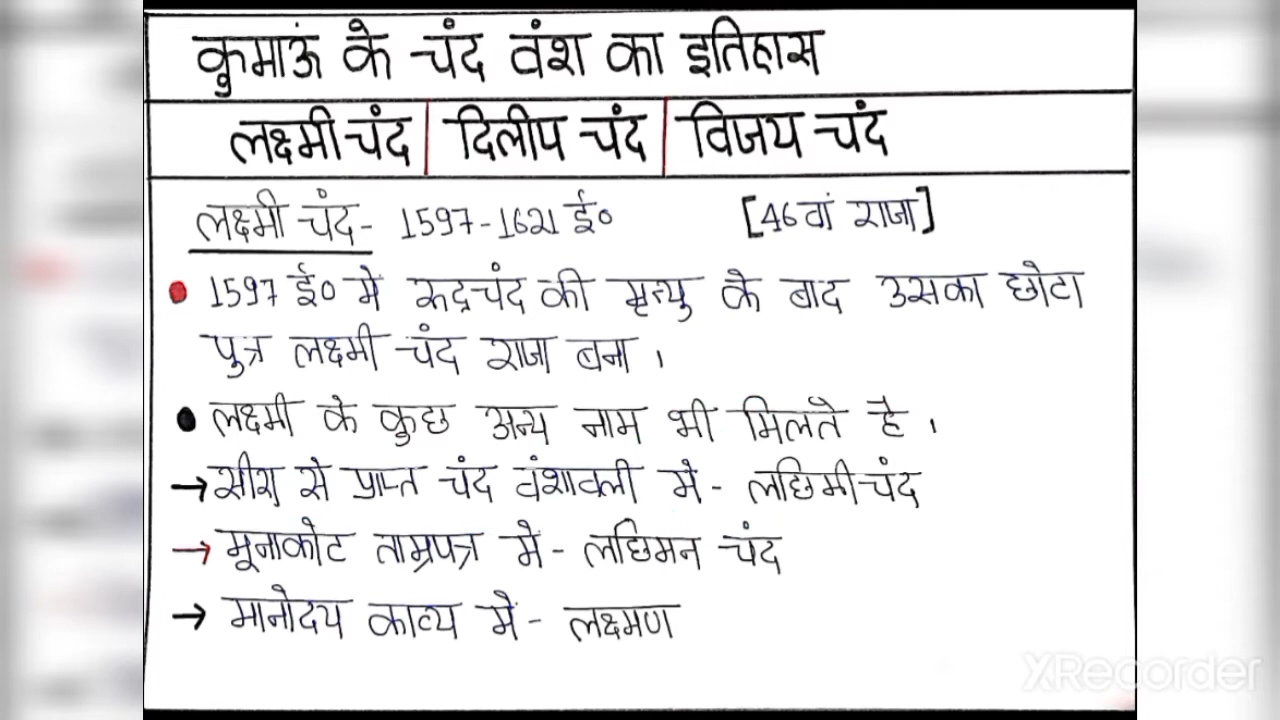 कुमाऊं के चंद वंश का इतिहास
लक्ष्मी चंद | दिलीप चंद | विजय चंद
लक्ष्मी चंद - 1597-1621 ई० [46वां राजा]
• 1597 ई० में रुद्रचंद की मृत्यु के बाद उसका छोटा
पुत्र लक्ष्मी चंद राजा बना ।
• लक्ष्मी के कुछ अन्य नाम भी मिलते है ।
→ सीरा से प्राप्त चंद वंशावली में - लछिमी चंद
→ मूनाकोट ताम्रपत्र में - लछिमन चंद
→ मानोदय काव्य में - लक्ष्मण
XRecorder